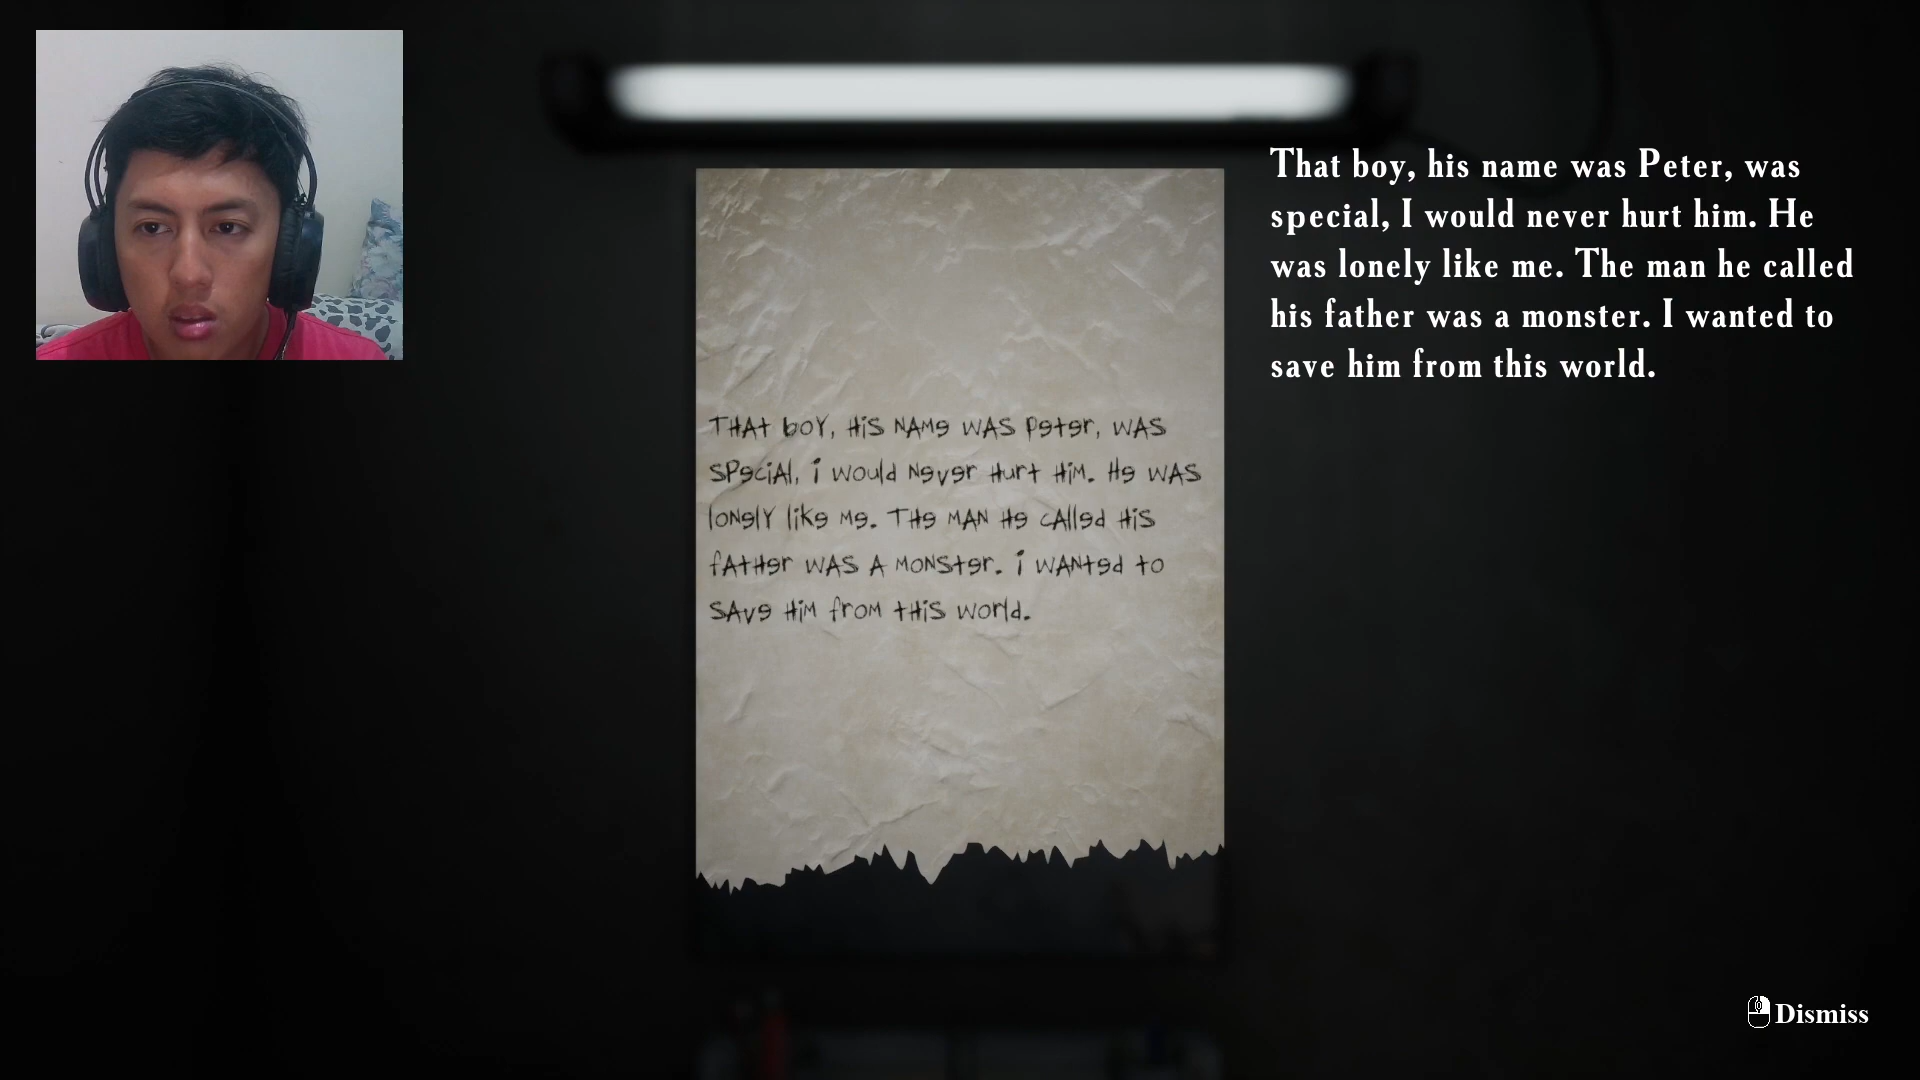 That boy, his name was Peter, was
special, I would never hurt him. He
was lonely like me. The man he called
his father was a monster. I wanted to
save him from this world.
THAt boY, HiS NAMe WAS Peter, WAS
SPeciAl, i would Never Hurt HiM. He WAS
loNelY like Me. THe MAN He cAlled HiS
fAtHer WAS A MoNSter. i WANted to
SAve HiM froM tHiS world.
Dismiss